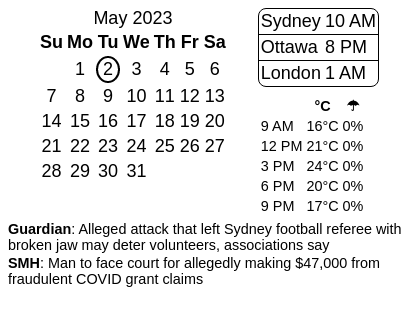 May 2023
Su Mo Tu We Th Fr Sa
1 2 3 4 5 6
7 8 9 10 11 12 13
14 15 16 17 18 19 20
21 22 23 24 25 26 27
28 29 30 31
Sydney 10 AM
Ottawa 8 PM
London 1 AM
°C ☂
9 AM 16°C 0%
12 PM 21°C 0%
3 PM 24°C 0%
6 PM 20°C 0%
9 PM 17°C 0%
Guardian: Alleged attack that left Sydney football referee with
broken jaw may deter volunteers, associations say
SMH: Man to face court for allegedly making $47,000 from
fraudulent COVID grant claims